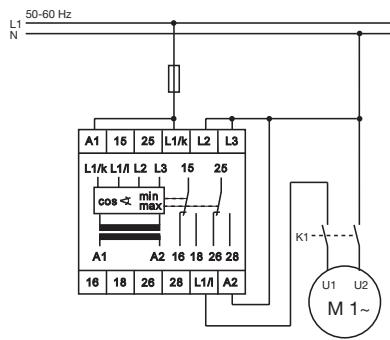 50-60 Hz
L1
N
A1 15 25 L1/k L2 L3
L1/k L1/l L2 L3 15 25
cos ∢ min
max
A1 A2 16 18 26 28
16 18 26 28 L1/l A2
K1
U1 U2
M 1~